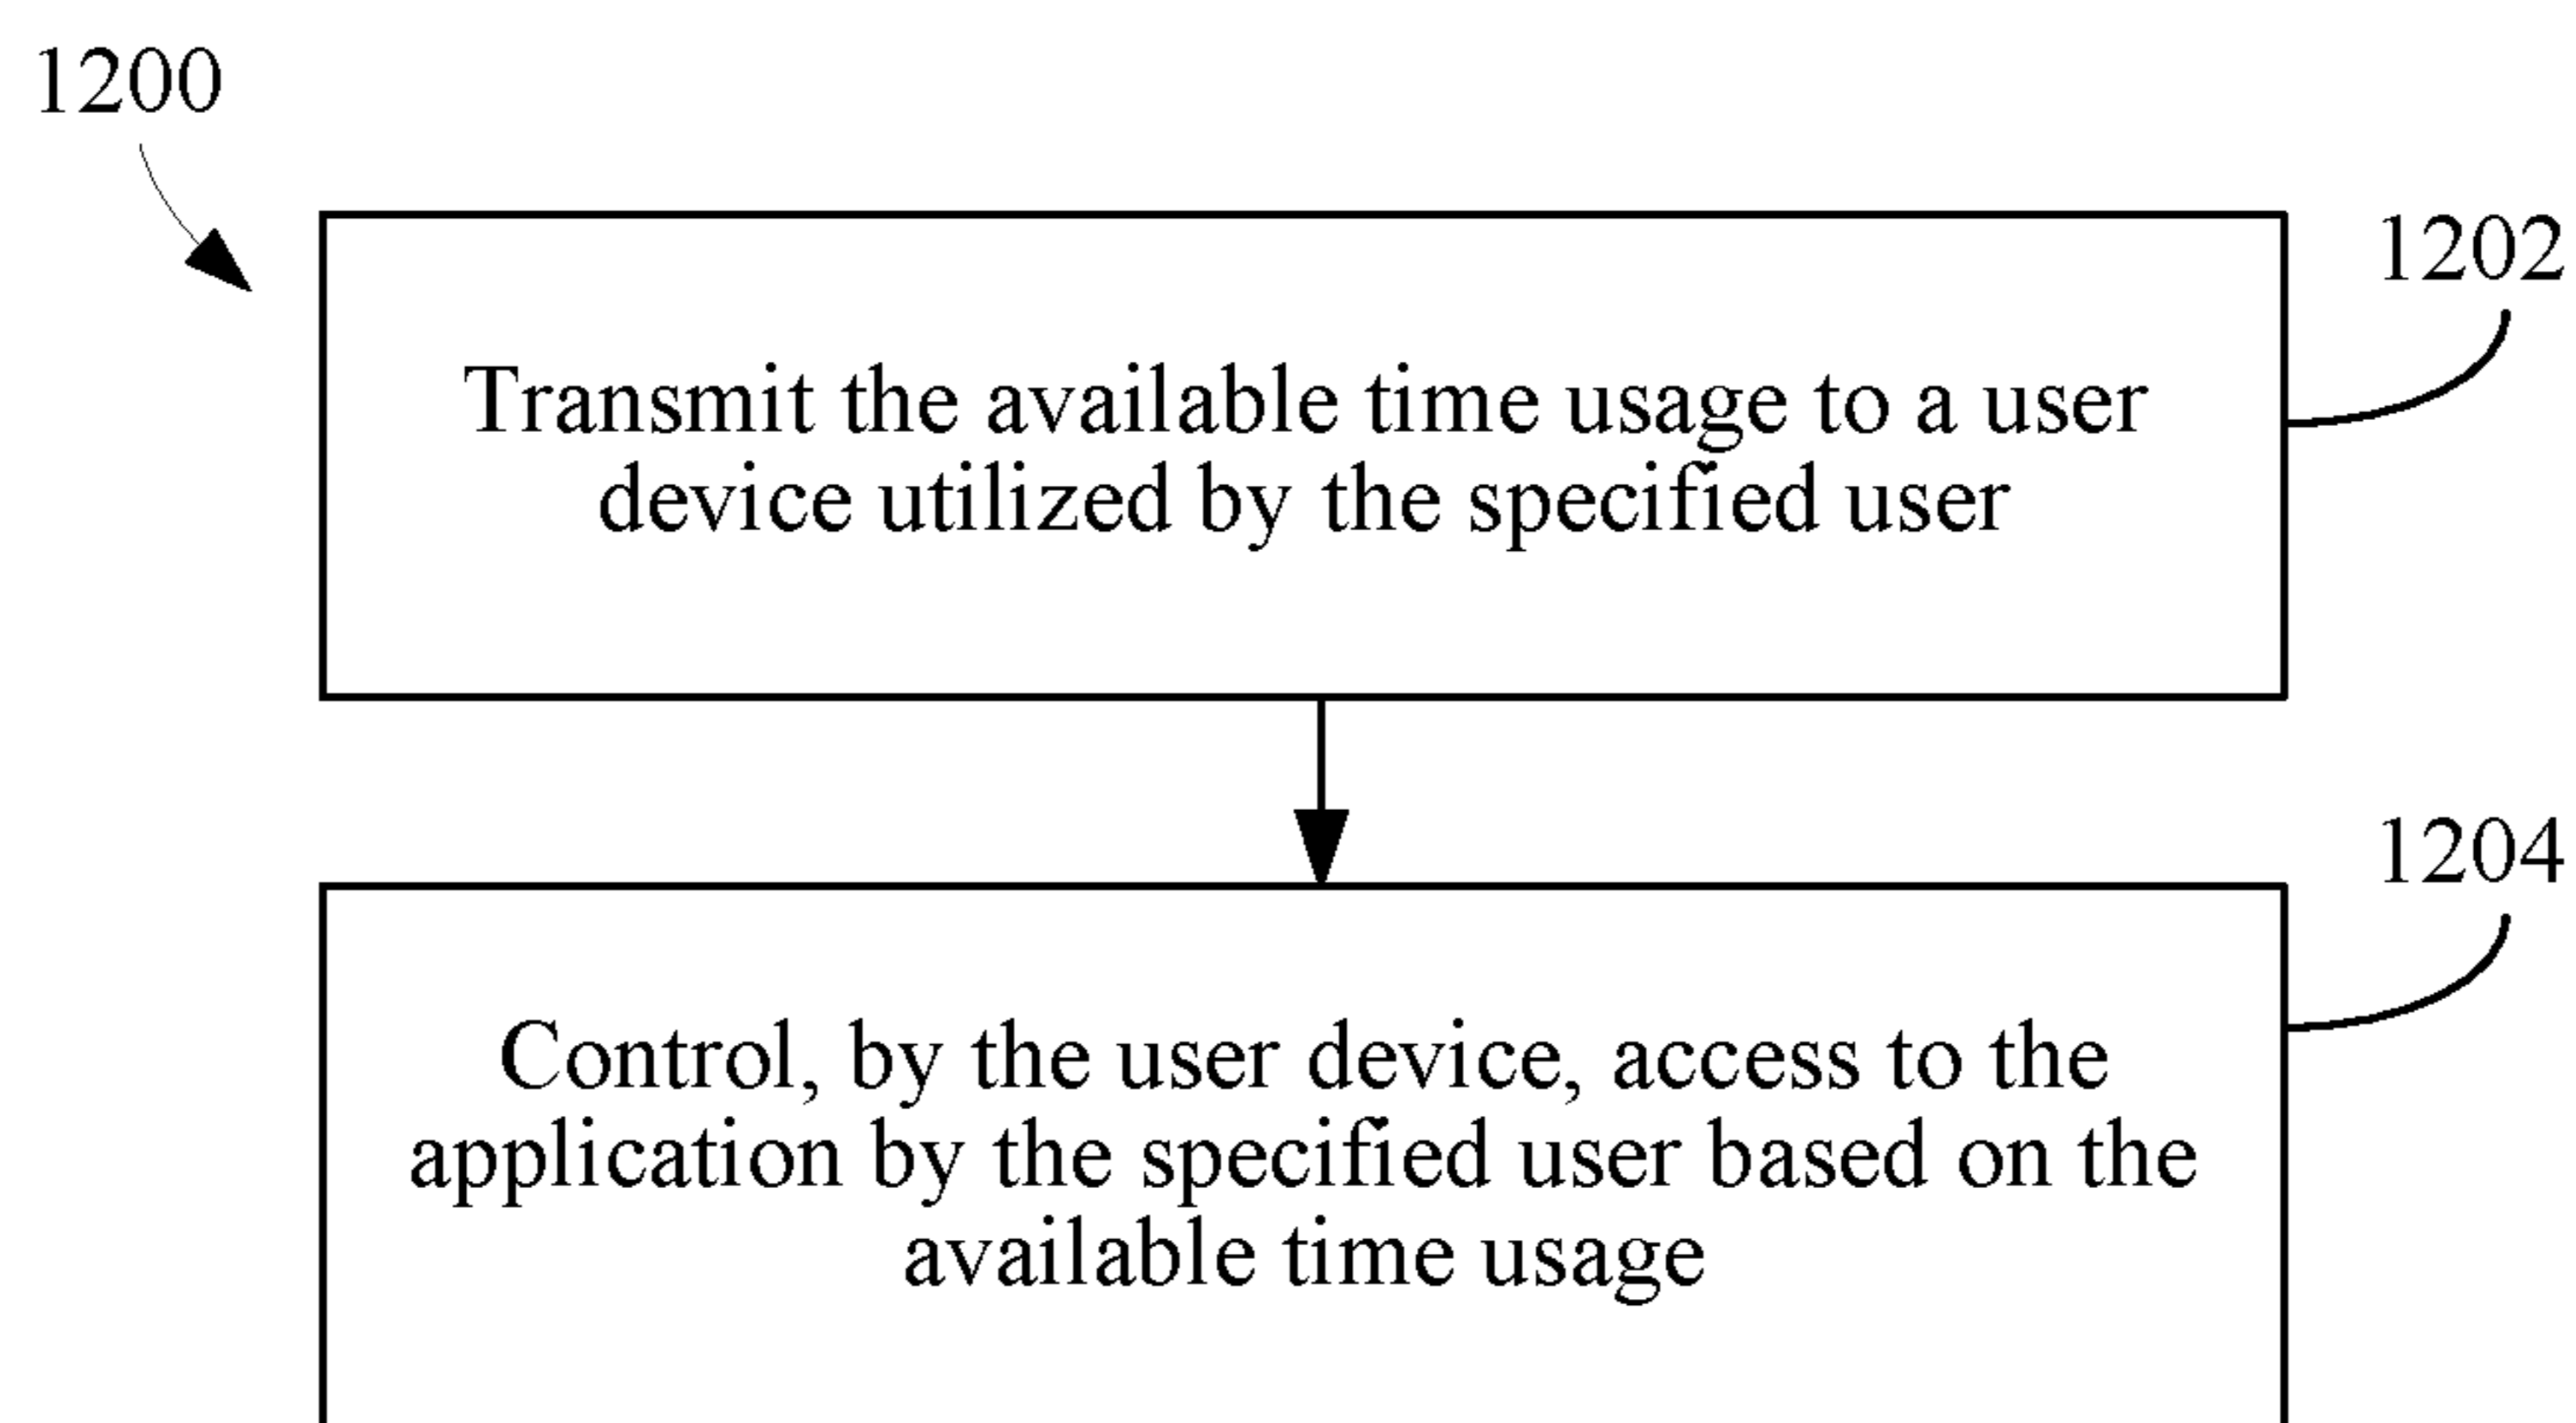 1200
1202
Transmit the available time usage to a user
device utilized by the specified user
1204
Control, by the user device, access to the
application by the specified user based on the
available time usage